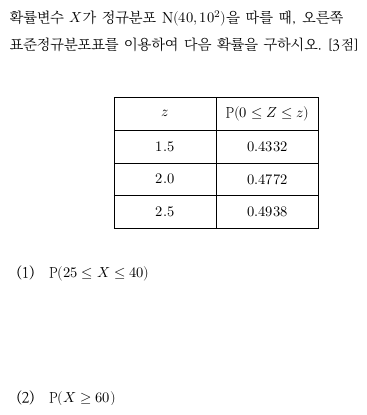 확률변수 X가 정규분포 N(40, 10²)을 따를 때, 오른쪽
표준정규분포표를 이용하여 다음 확률을 구하시오. [3점]
z P(0 ≤ Z ≤ z)
1.5 0.4332
2.0 0.4772
2.5 0.4938
(1) P(25 ≤ X ≤ 40)
(2) P(X ≥ 60)